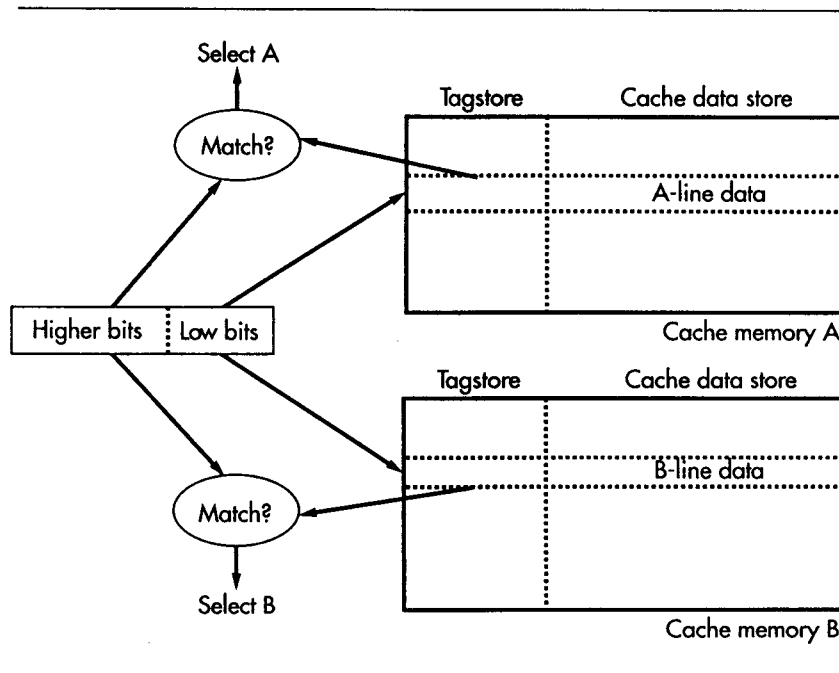 Select A
Tagstore
Cache data store
Match?
A-line data
Higher bits
Low bits
Cache memory A
Tagstore
Cache data store
B-line data
Match?
Select B
Cache memory B